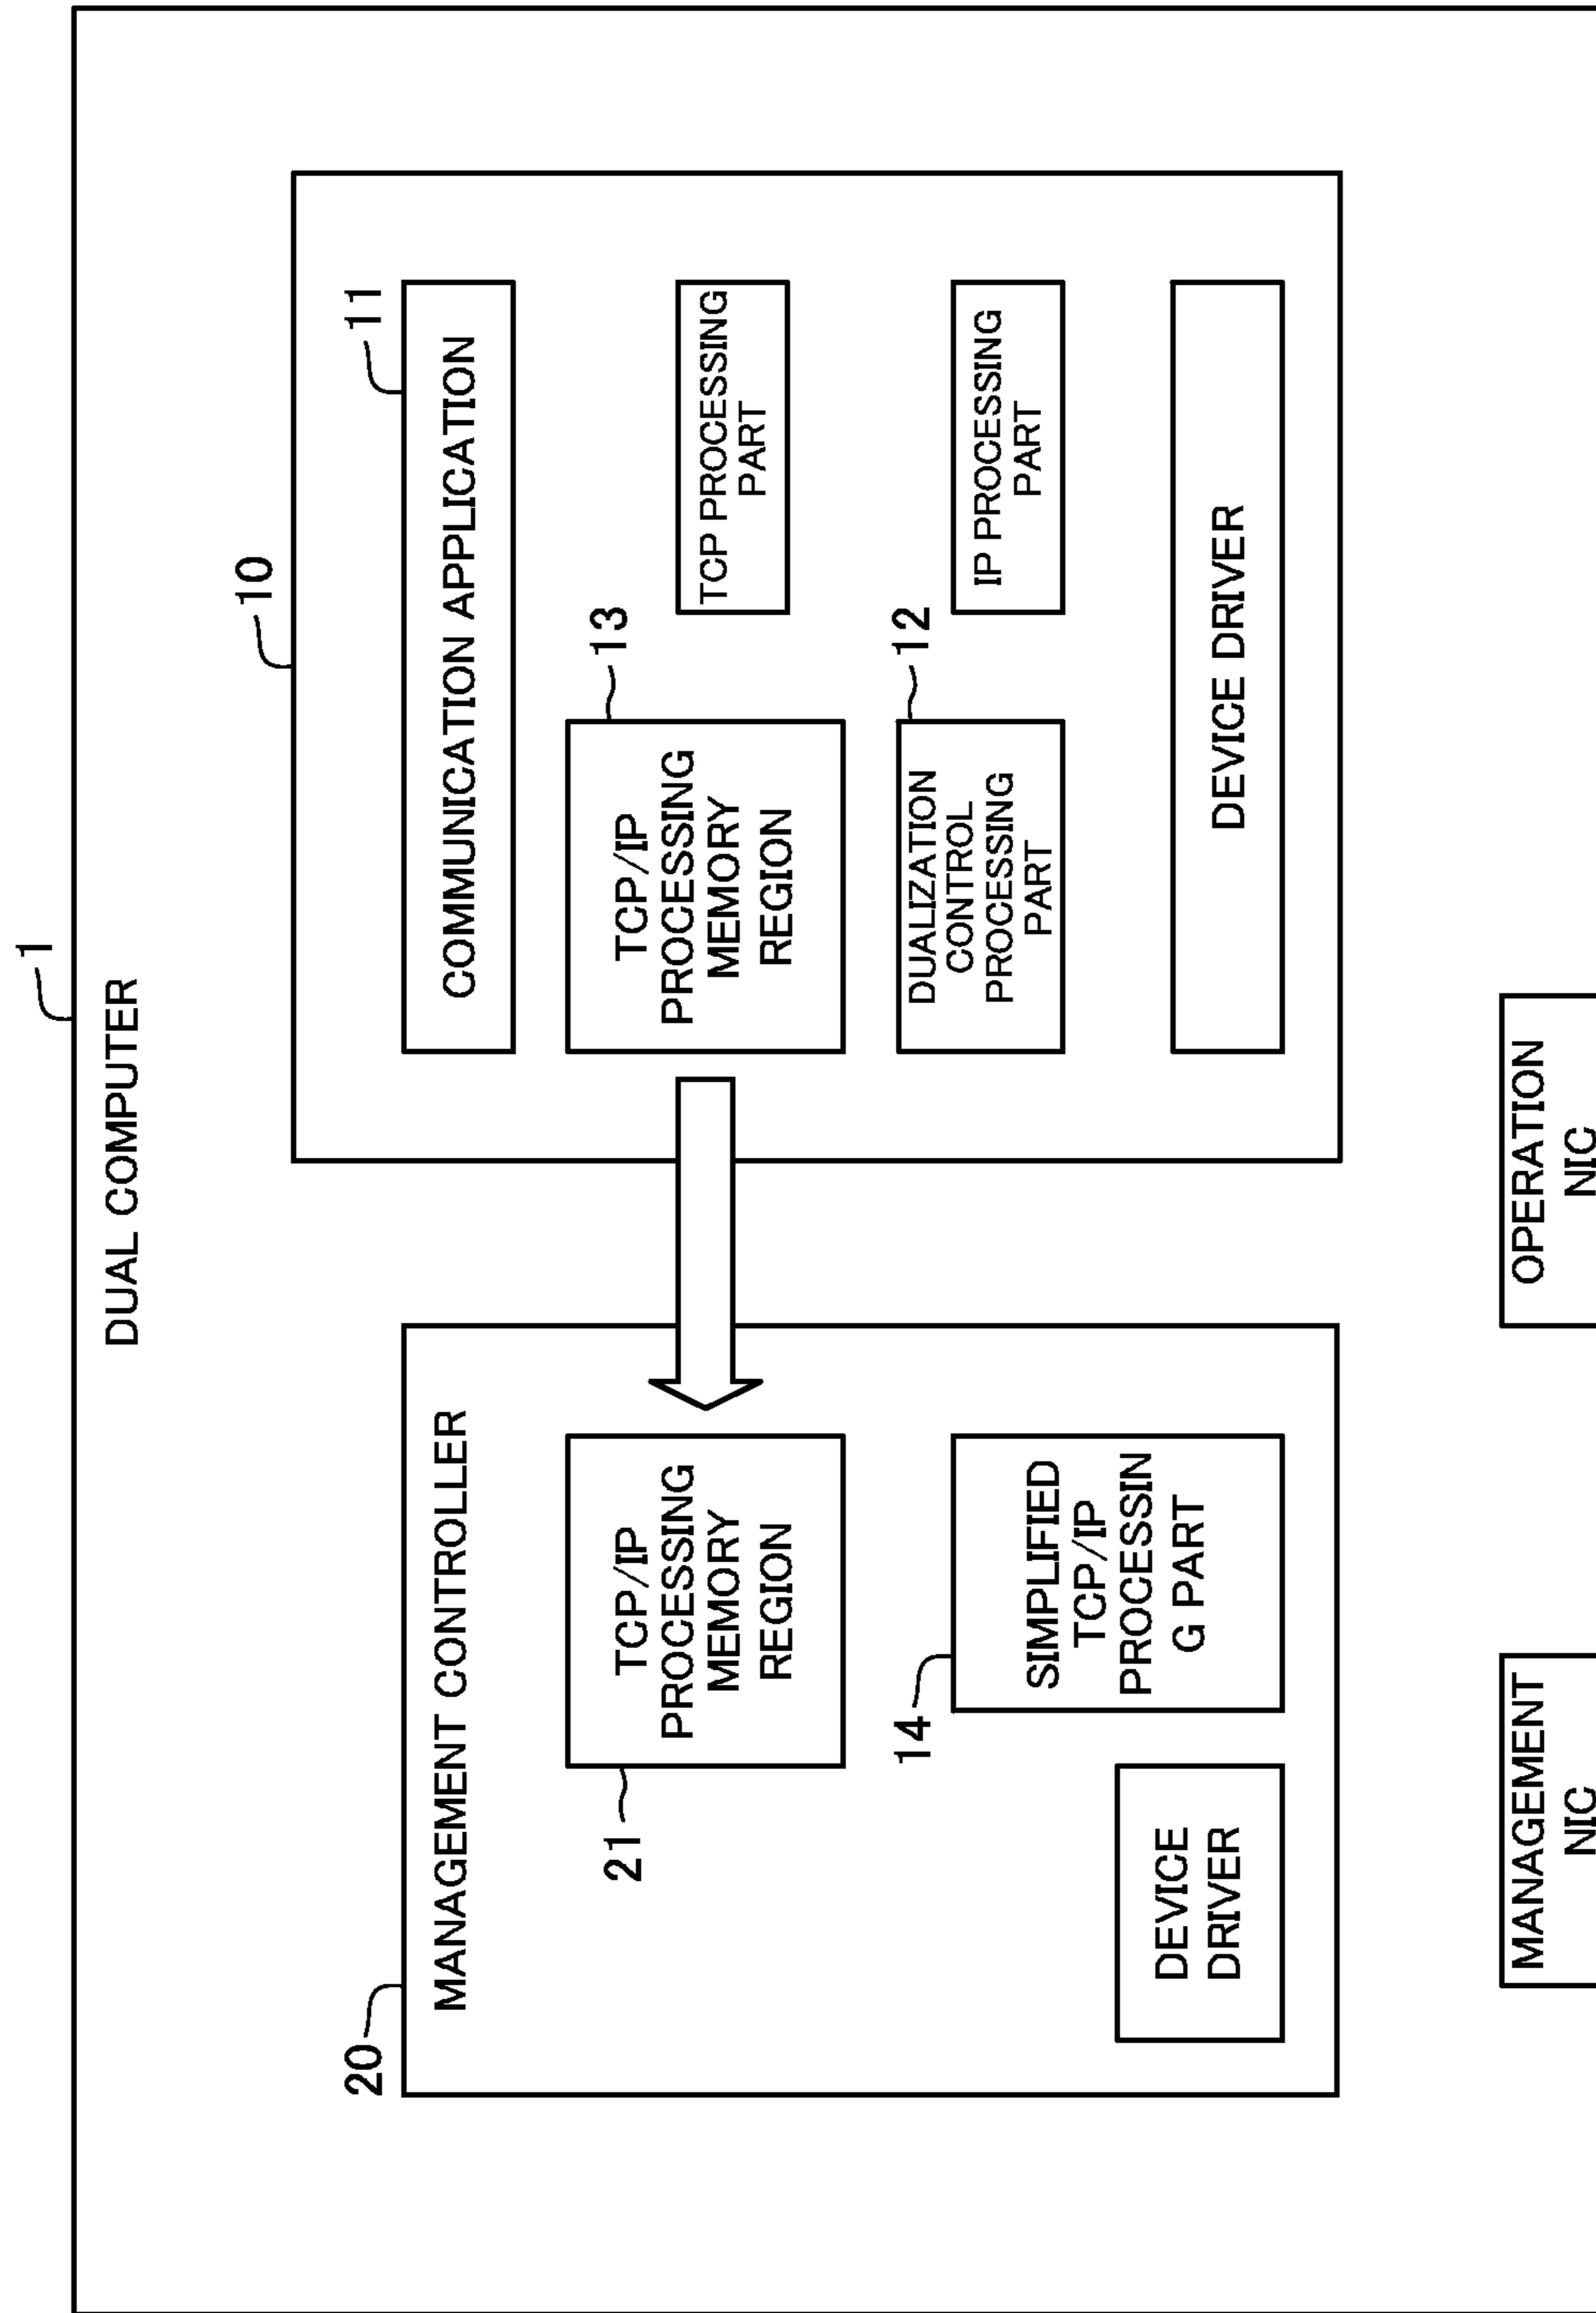 1
DUAL COMPUTER
10
20
MANAGEMENT CONTROLLER
11
COMMUNICATION APPLICATION
21
TCP/IP
PROCESSING
MEMORY
REGION
13
TCP/IP
PROCESSING
MEMORY
REGION
TCP PROCESSING
PART
14
SIMPLIFIED
TCP/IP
PROCESSIN
G PART
12
DUALIZATION
CONTROL
PROCESSING
PART
IP PROCESSING
PART
DEVICE
DRIVER
DEVICE DRIVER
MANAGEMENT
NIC
OPERATION
NIC